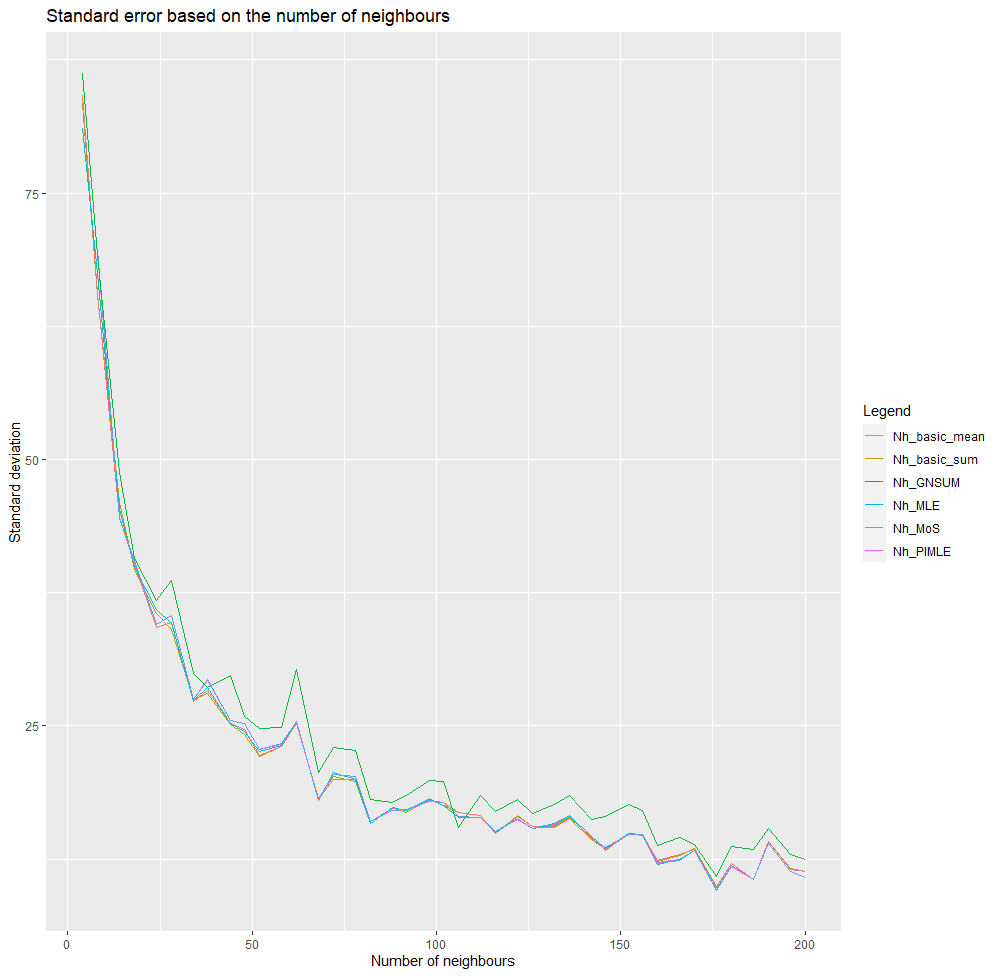 Standard error based on the number of neighbours
Standard deviation
75
50
25
0
50
100
150
200
Number of neighbours
Legend
Nh_basic_mean
Nh_basic_sum
Nh_GNSUM
Nh_MLE
Nh_MoS
Nh_PIMLE